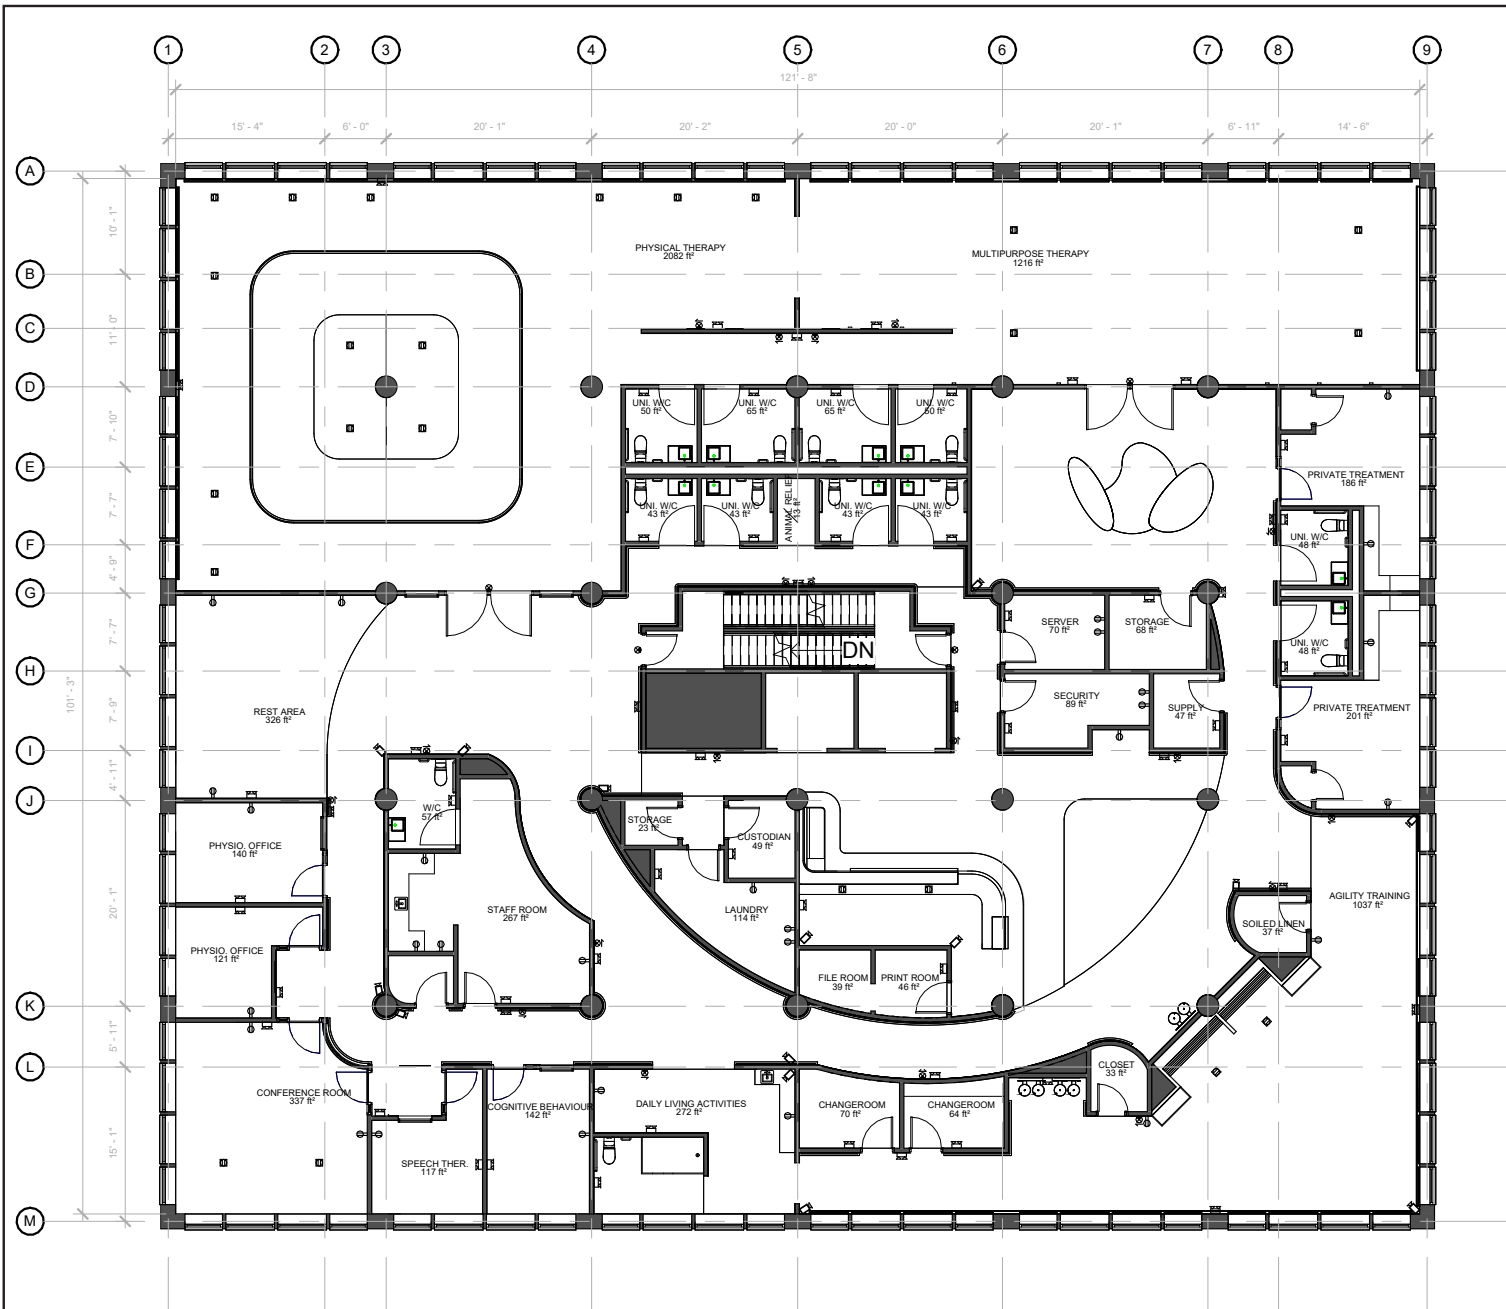 1 2 3 4 5 6 7 8 9
121' - 8"
15' - 4" 6' - 0" 20' - 1" 20' - 2" 20' - 0" 20' - 1" 6' - 11" 14' - 6"
A
10' - 1"
PHYSICAL THERAPY
2082 ft²
MULTIPURPOSE THERAPY
1216 ft²
B
11' - 0"
C
D
7' - 10"
UNI. W/C
50 ft²
UNI. W/C
65 ft²
UNI. W/C
65 ft²
UNI. W/C
50 ft²
E
7' - 7"
PRIVATE TREATMENT
186 ft²
UNI. W/C
43 ft²
UNI. W/C
43 ft²
ANIMAL RELIEF
43 ft²
UNI. W/C
43 ft²
UNI. W/C
43 ft²
UNI. W/C
48 ft²
F
4' - 9"
G
7' - 7"
SERVER
70 ft²
STORAGE
68 ft²
UNI. W/C
48 ft²
DN
H
101' - 3"
7' - 9"
REST AREA
326 ft²
SECURITY
89 ft²
SUPPLY
47 ft²
PRIVATE TREATMENT
201 ft²
I
4' - 11"
J
W/C
57 ft²
STORAGE
23 ft²
CUSTODIAN
49 ft²
PHYSIO. OFFICE
140 ft²
20' - 1"
STAFF ROOM
267 ft²
LAUNDRY
114 ft²
AGILITY TRAINING
1037 ft²
SOILED LINEN
37 ft²
PHYSIO. OFFICE
121 ft²
FILE ROOM
39 ft²
PRINT ROOM
46 ft²
K
5' - 11"
L
CLOSET
33 ft²
CONFERENCE ROOM
337 ft²
COGNITIVE BEHAVIOUR
142 ft²
DAILY LIVING ACTIVITIES
272 ft²
CHANGEROOM
70 ft²
CHANGEROOM
64 ft²
15' - 1"
SPEECH THER.
117 ft²
M